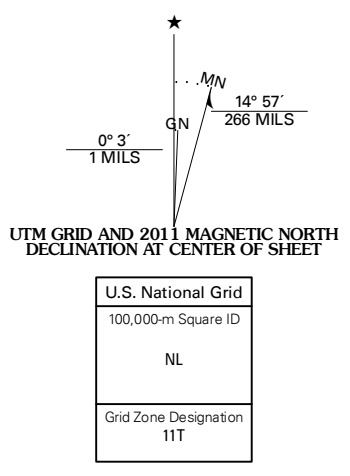 ★
MN
GN
14° 57´
266 MILS
0° 3´
1 MILS
UTM GRID AND 2011 MAGNETIC NORTH
DECLINATION AT CENTER OF SHEET
U.S. National Grid
100,000-m Square ID
NL
Grid Zone Designation
11T